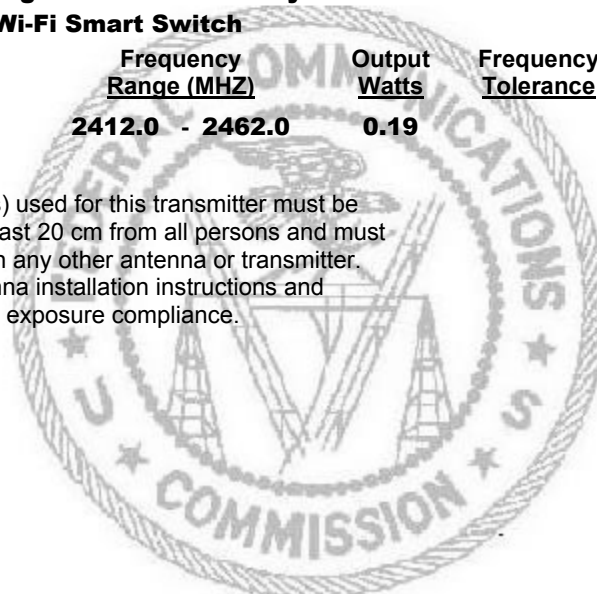 Wi-Fi Smart Switch
Frequency Output Frequency
Range (MHZ) Watts Tolerance
2412.0 - 2462.0 0.19
) used for this transmitter must be
ast 20 cm from all persons and must
any other antenna or transmitter.
na installation instructions and
exposure compliance.
FEDERAL COMMUNICATIONS
U S
COMMISSION